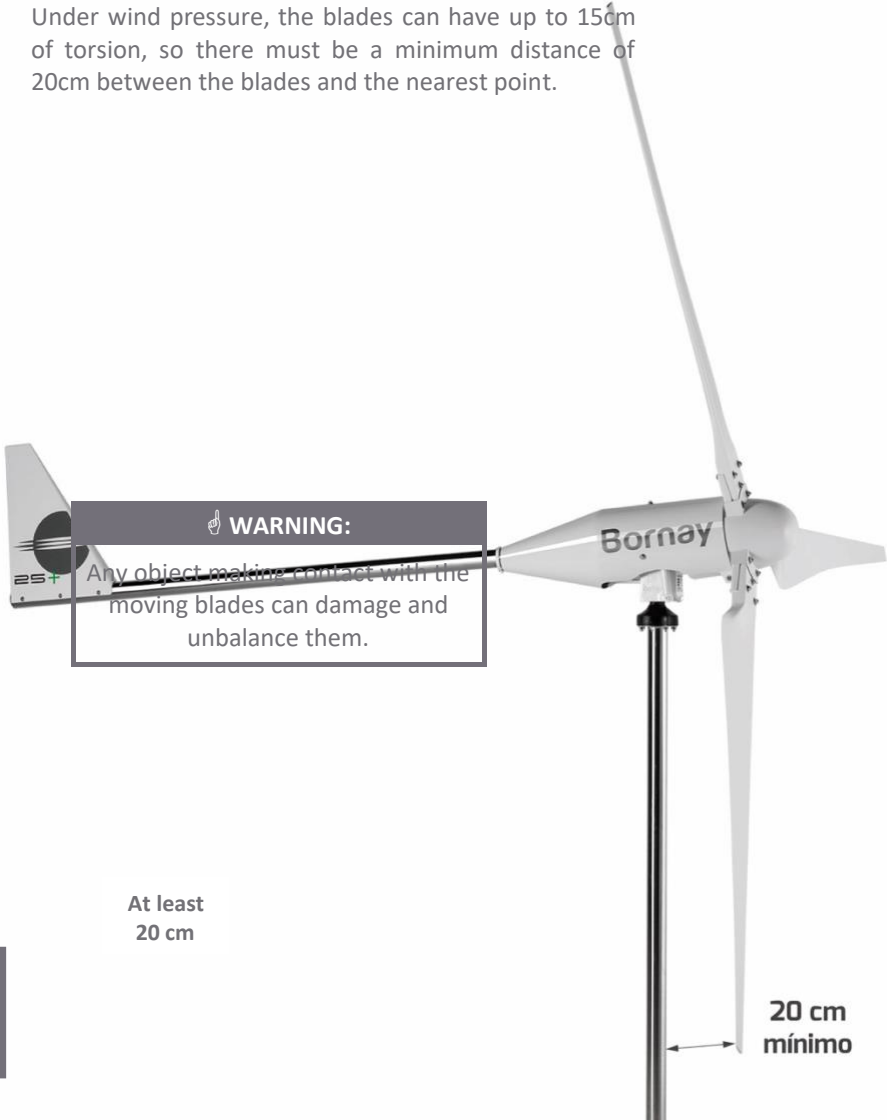 Under wind pressure, the blades can have up to 15cm
of torsion, so there must be a minimum distance of
20cm between the blades and the nearest point.
Bornay
25+
☝ WARNING:
Any object making contact with the
moving blades can damage and
unbalance them.
At least
20 cm
20 cm
mínimo